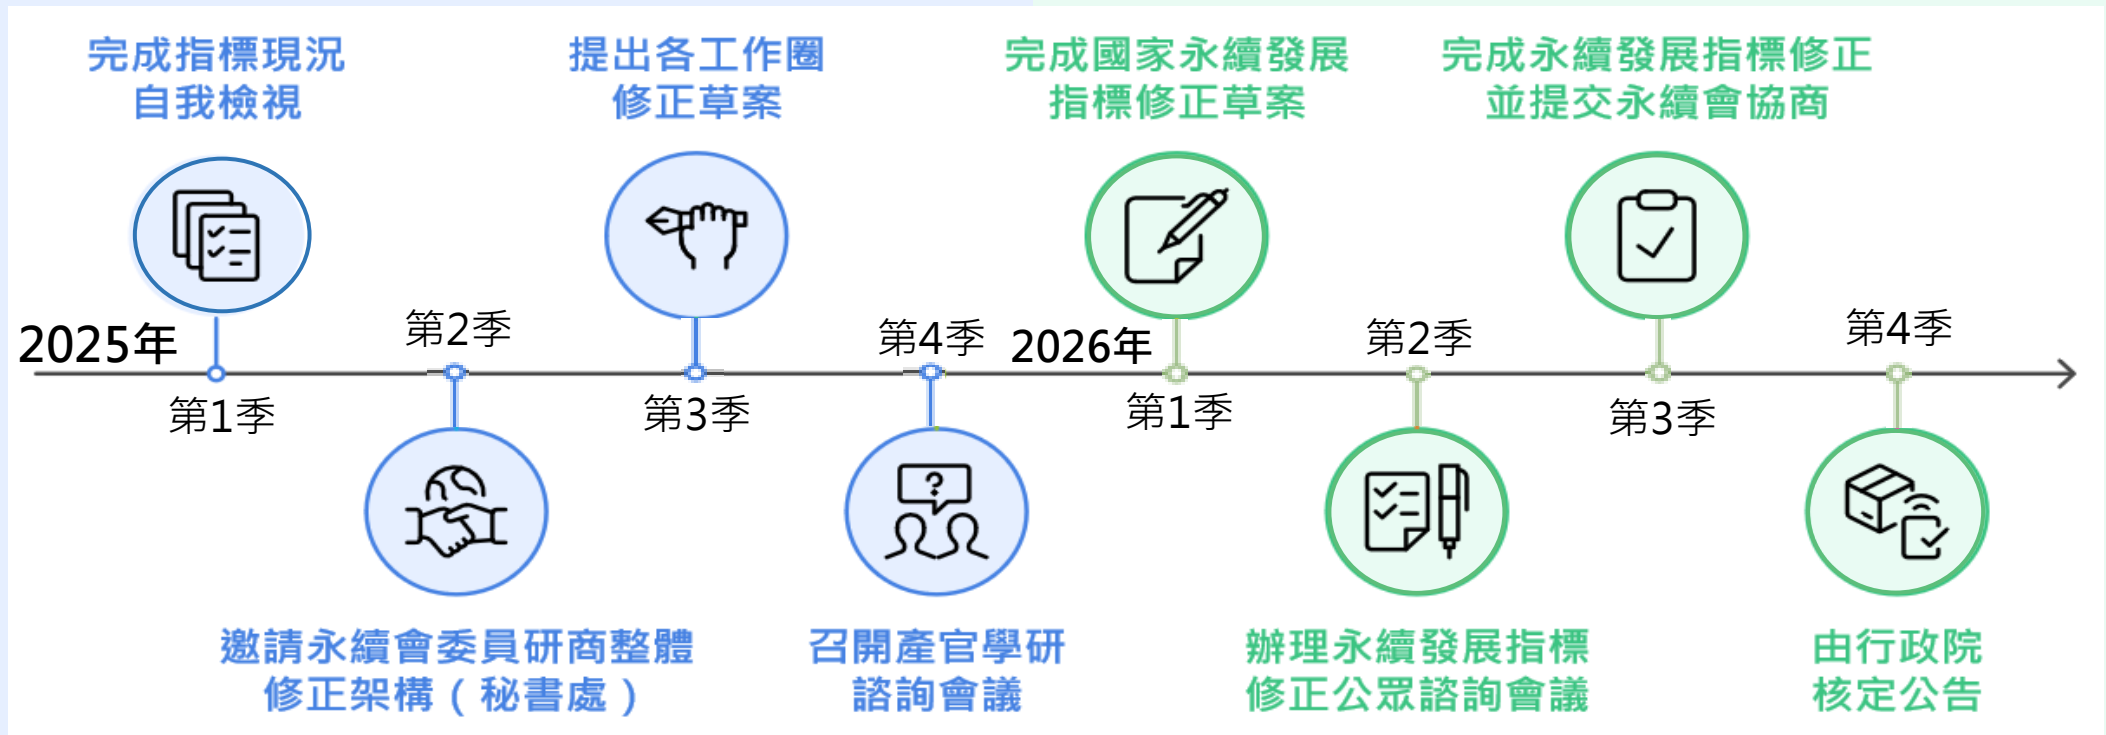 完成指標現況
自我檢視
提出各工作圈
修正草案
完成國家永續發展
指標修正草案
完成永續發展指標修正
並提交永續會協商
2025年
第1季
第2季
第3季
第4季
2026年
第1季
第2季
第3季
第4季
?
邀請永續會委員研商整體
修正架構(秘書處)
召開產官學研
諮詢會議
辦理永續發展指標
修正公眾諮詢會議
由行政院
核定公告